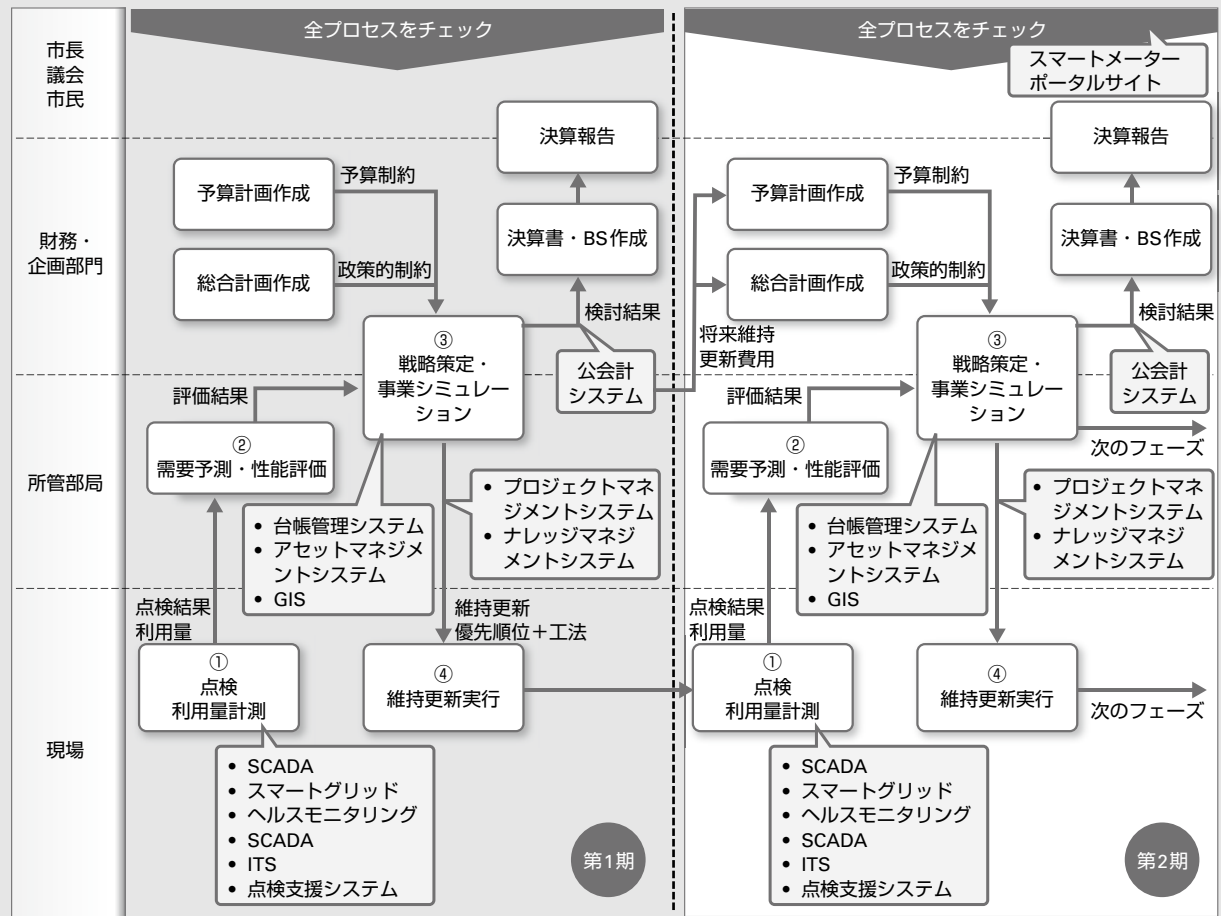 全プロセスをチェック
全プロセスをチェック
スマートメーター
ポータルサイト
市長
議会
市民
財務・
企画部門
所管部局
現場
決算報告
予算計画作成
予算制約
決算書・BS作成
総合計画作成
政策的制約
検討結果
③
戦略策定・
事業シミュレー
ション
公会計
システム
将来維持
更新費用
評価結果
②
需要予測・性能評価
• 台帳管理システム
• アセットマネジメ
ントシステム
• GIS
• プロジェクトマネ
ジメントシステム
• ナレッジマネジ
メントシステム
点検結果
利用量
維持更新
優先順位+工法
①
点検
利用量計測
④
維持更新実行
• SCADA
• スマートグリッド
• ヘルスモニタリング
• SCADA
• ITS
• 点検支援システム
第1期
決算報告
予算計画作成
予算制約
決算書・BS作成
総合計画作成
政策的制約
検討結果
③
戦略策定・
事業シミュレー
ション
公会計
システム
評価結果
次のフェーズ
②
需要予測・性能評価
• 台帳管理システム
• アセットマネジメ
ントシステム
• GIS
• プロジェクトマネ
ジメントシステム
• ナレッジマネジ
メントシステム
点検結果
利用量
①
点検
利用量計測
④
維持更新実行
次のフェーズ
• SCADA
• スマートグリッド
• ヘルスモニタリング
• SCADA
• ITS
• 点検支援システム
第2期